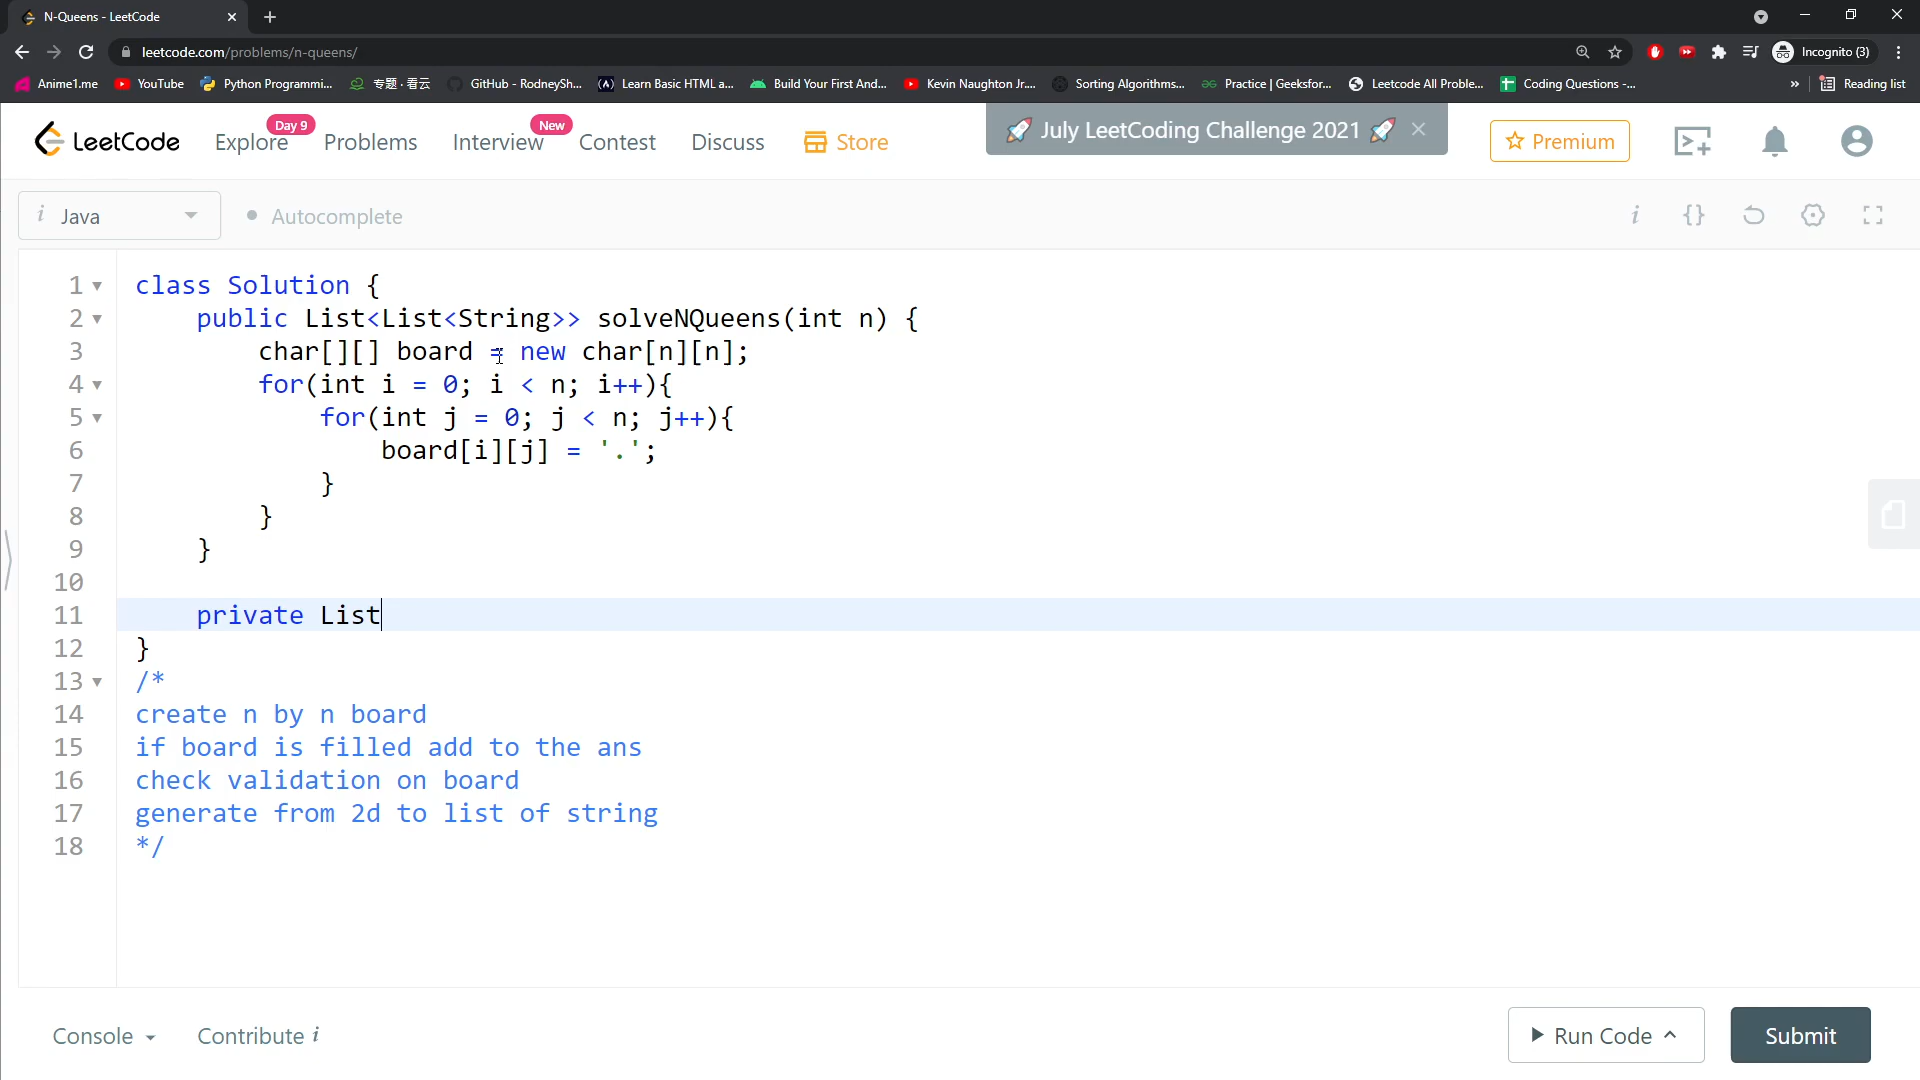 N-Queens - LeetCode
leetcode.com/problems/n-queens/
Incognito (3)
Anime1.me
YouTube
Python Programmi...
专题 · 看云
GitHub - RodneySh...
Learn Basic HTML a...
Build Your First And...
Kevin Naughton Jr....
Sorting Algorithms...
Practice | Geeksfor...
Leetcode All Proble...
Coding Questions -...
»
Reading list
LeetCode
Explore
Day 9
Problems
Interview
New
Contest
Discuss
Store
🚀 July LeetCoding Challenge 2021 🚀
Premium
i Java
Autocomplete
1 class Solution {
2 public List<List<String>> solveNQueens(int n) {
3 char[][] board = new char[n][n];
4 for(int i = 0; i < n; i++){
5 for(int j = 0; j < n; j++){
6 board[i][j] = '.';
7 }
8 }
9 }
10
11 private List
12 }
13 /*
14 create n by n board
15 if board is filled add to the ans
16 check validation on board
17 generate from 2d to list of string
18 */
Console
Contribute i
Run Code
Submit